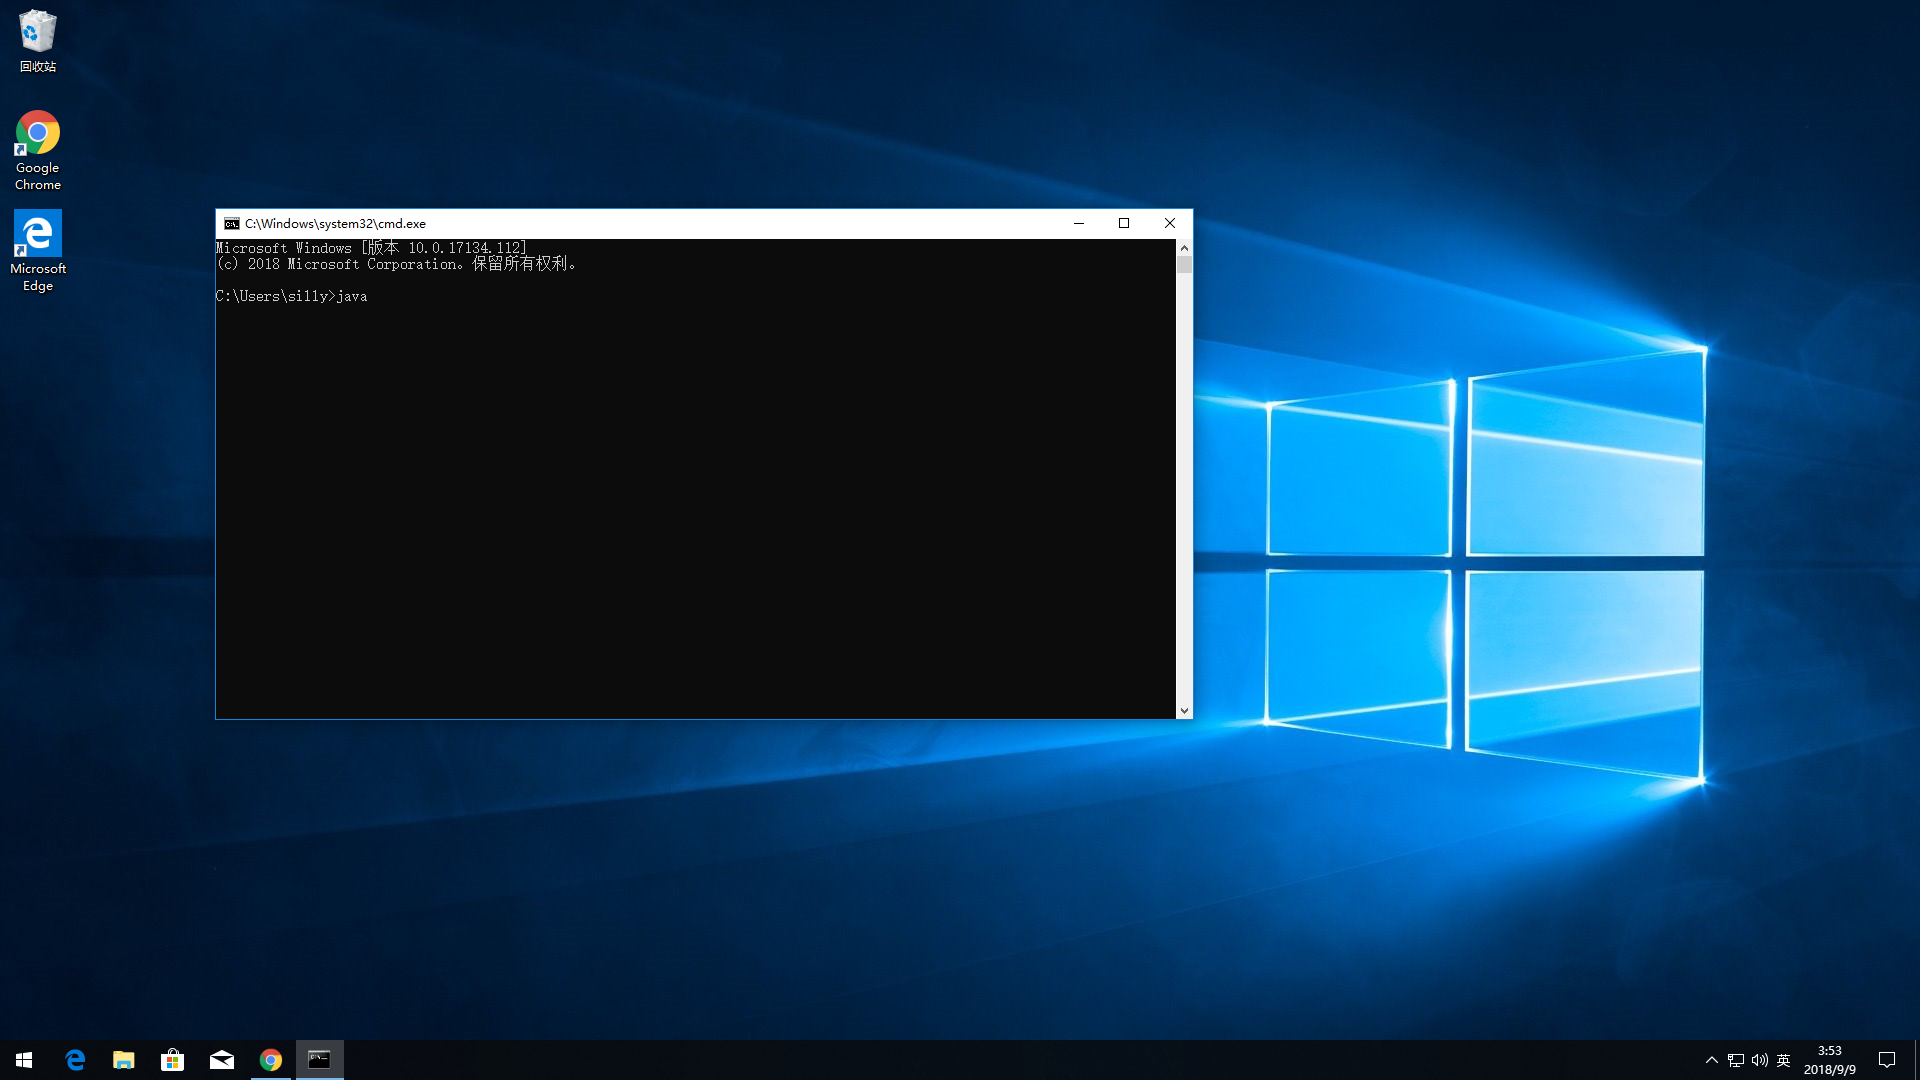 回收站
Google
Chrome
Microsoft
Edge
C:\Windows\system32\cmd.exe
Microsoft Windows [版本 10.0.17134.112]
(c) 2018 Microsoft Corporation。保留所有权利。
C:\Users\silly>java
英
3:53
2018/9/9